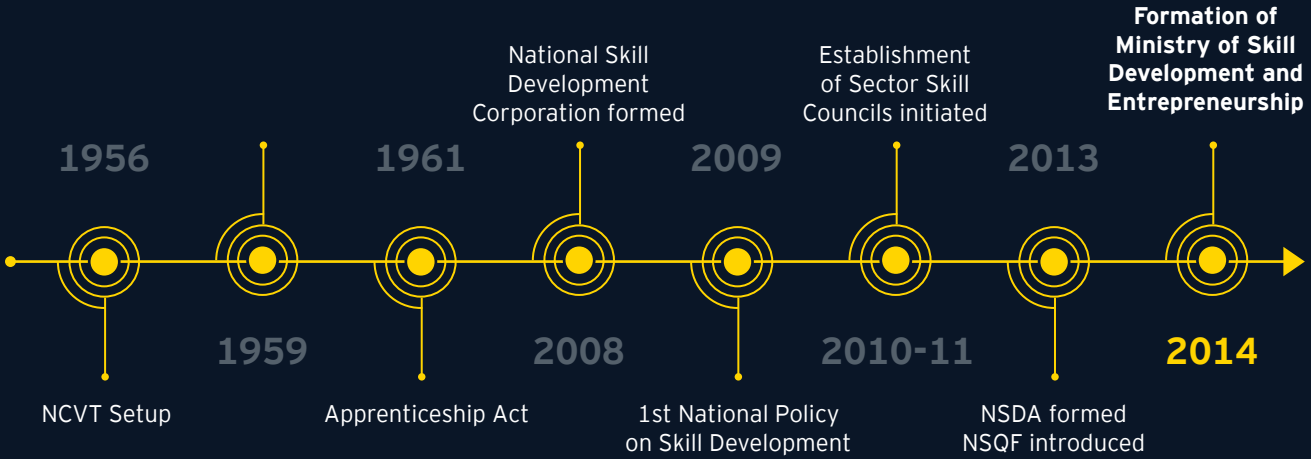 1956
NCVT Setup
1959
1961
Apprenticeship Act
National Skill
Development
Corporation formed
2008
2009
1st National Policy
on Skill Development
Establishment
of Sector Skill
Councils initiated
2010-11
2013
NSDA formed
NSQF introduced
Formation of
Ministry of Skill
Development and
Entrepreneurship
2014